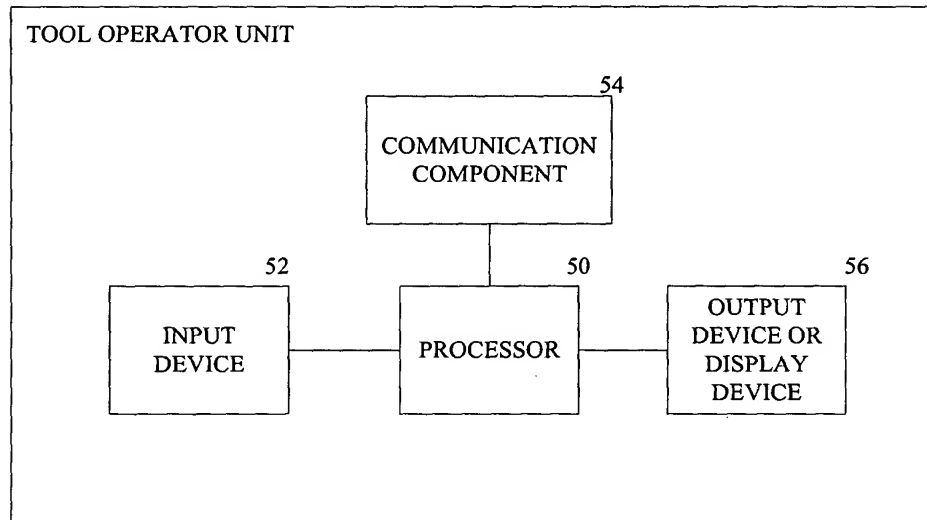 TOOL OPERATOR UNIT
54
COMMUNICATION
COMPONENT
52
50
56
INPUT
DEVICE
PROCESSOR
OUTPUT
DEVICE OR
DISPLAY
DEVICE